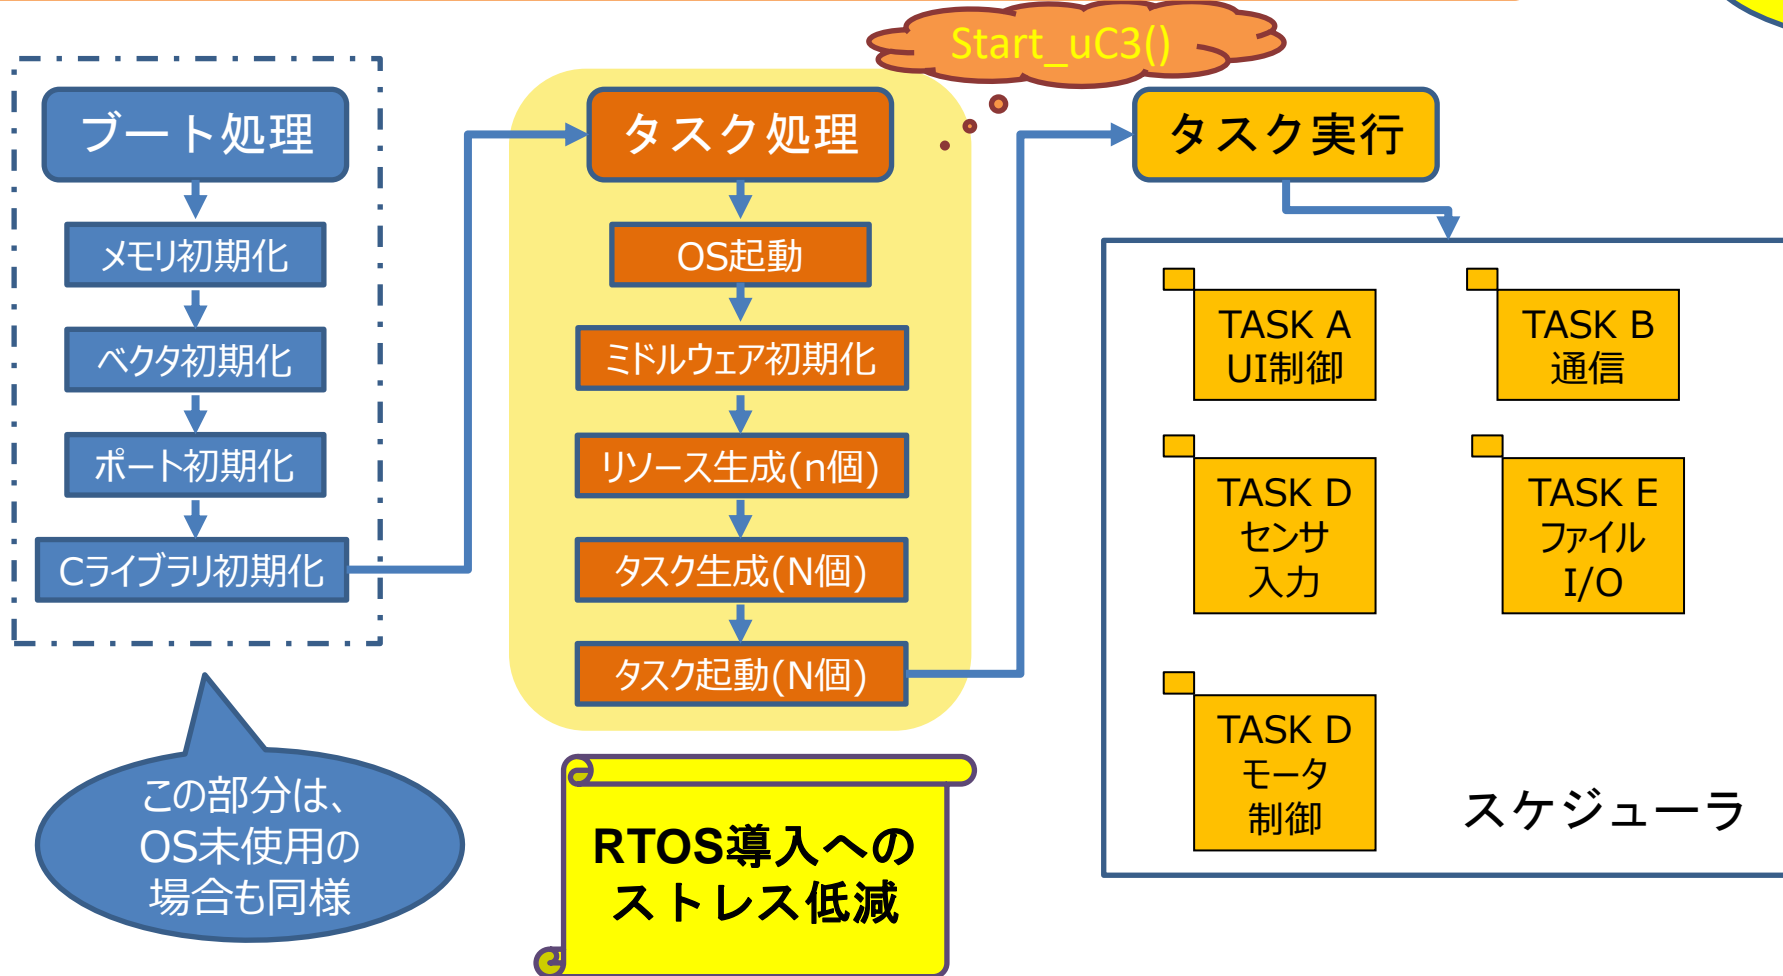 Start_uC3()
ブート処理
メモリ初期化
ベクタ初期化
ポート初期化
Cライブラリ初期化
この部分は、
OS未使用の
場合も同様
タスク処理
OS起動
ミドルウェア初期化
リソース生成(n個)
タスク生成(N個)
タスク起動(N個)
RTOS導入への
ストレス低減
タスク実行
TASK A
UI制御
TASK B
通信
TASK D
センサ
入力
TASK E
ファイル
I/O
TASK D
モータ
制御
スケジューラ